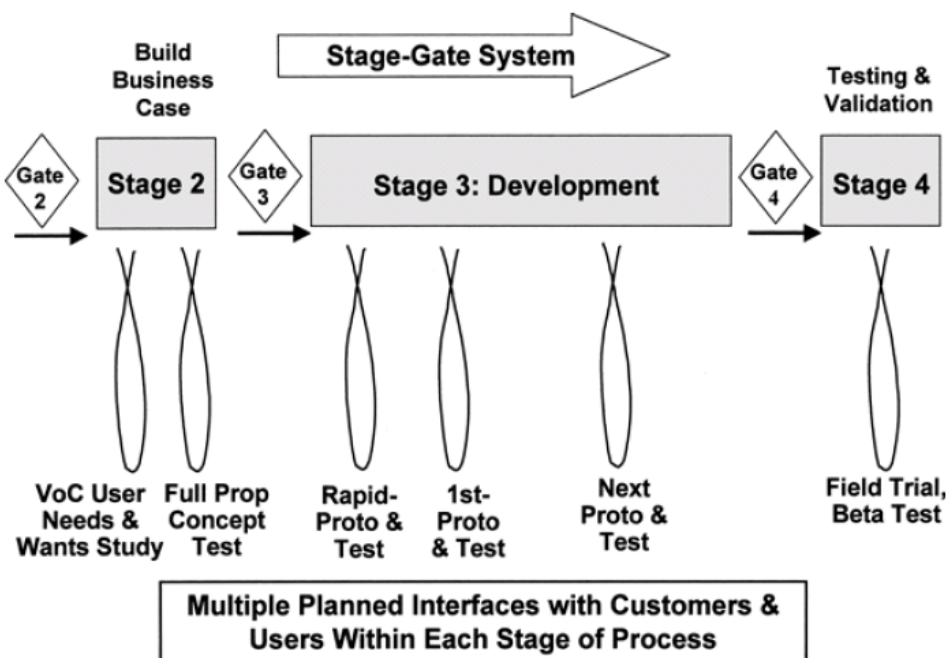 Build
Business
Case
Stage-Gate System
Testing &
Validation
Gate
2
Stage 2
Gate
3
Stage 3: Development
Gate
4
Stage 4
VoC User
Needs &
Wants Study
Full Prop
Concept
Test
Rapid-
Proto &
Test
1st-
Proto
& Test
Next
Proto &
Test
Field Trial,
Beta Test
Multiple Planned Interfaces with Customers &
Users Within Each Stage of Process